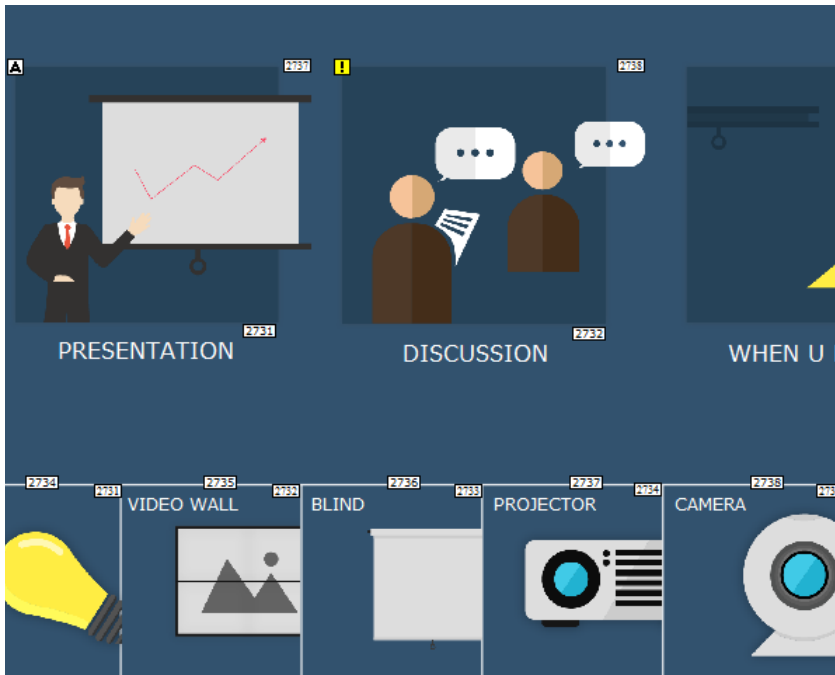 A
2737
!
2738
2731
2732
PRESENTATION
DISCUSSION
WHEN U
2734
2731
2735
2732
2736
2733
2737
2734
2738
VIDEO WALL
BLIND
PROJECTOR
CAMERA